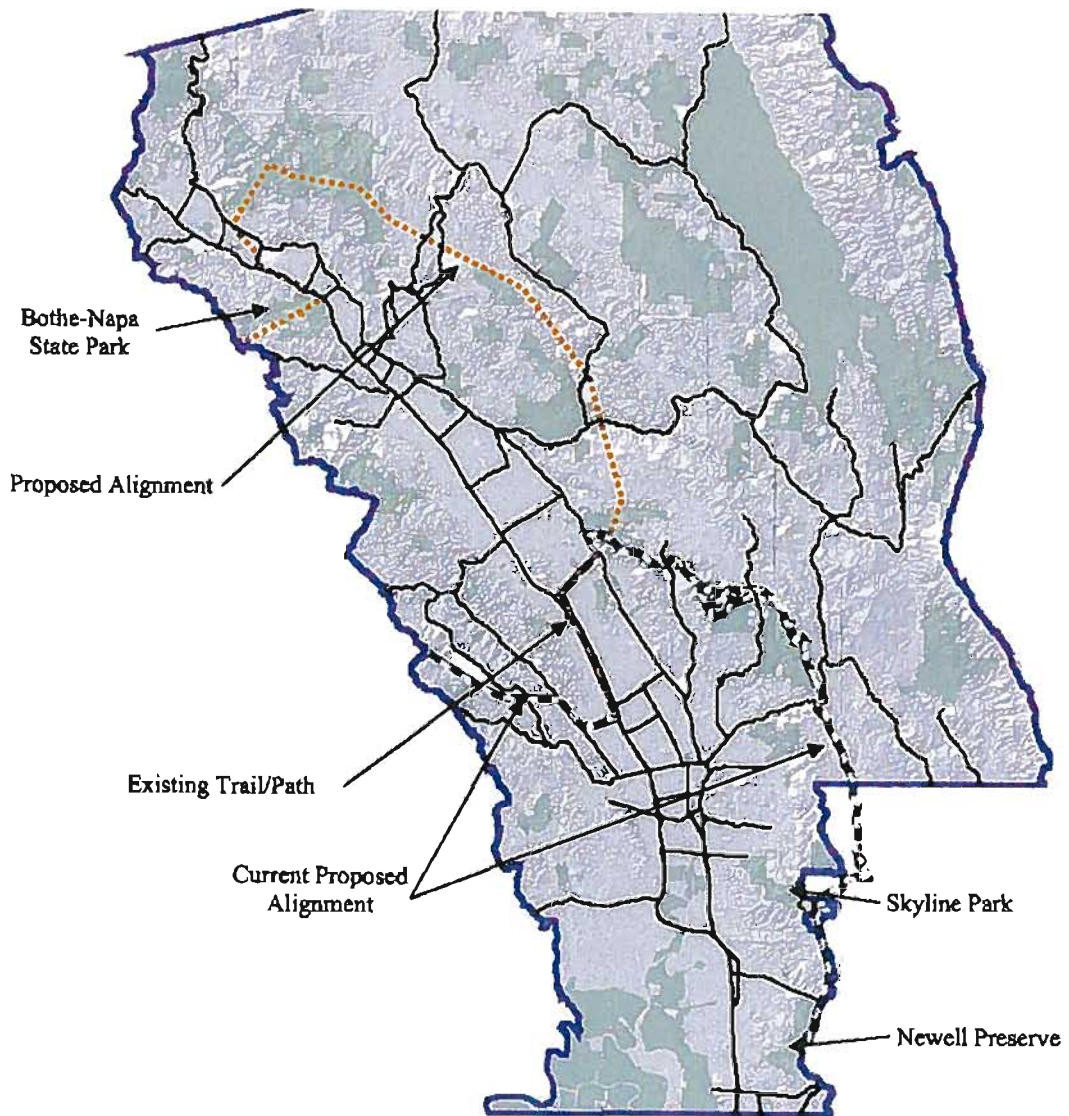 Bothe-Napa
State Park
Proposed Alignment
Existing Trail/Path
Current Proposed
Alignment
Skyline Park
Newell Preserve